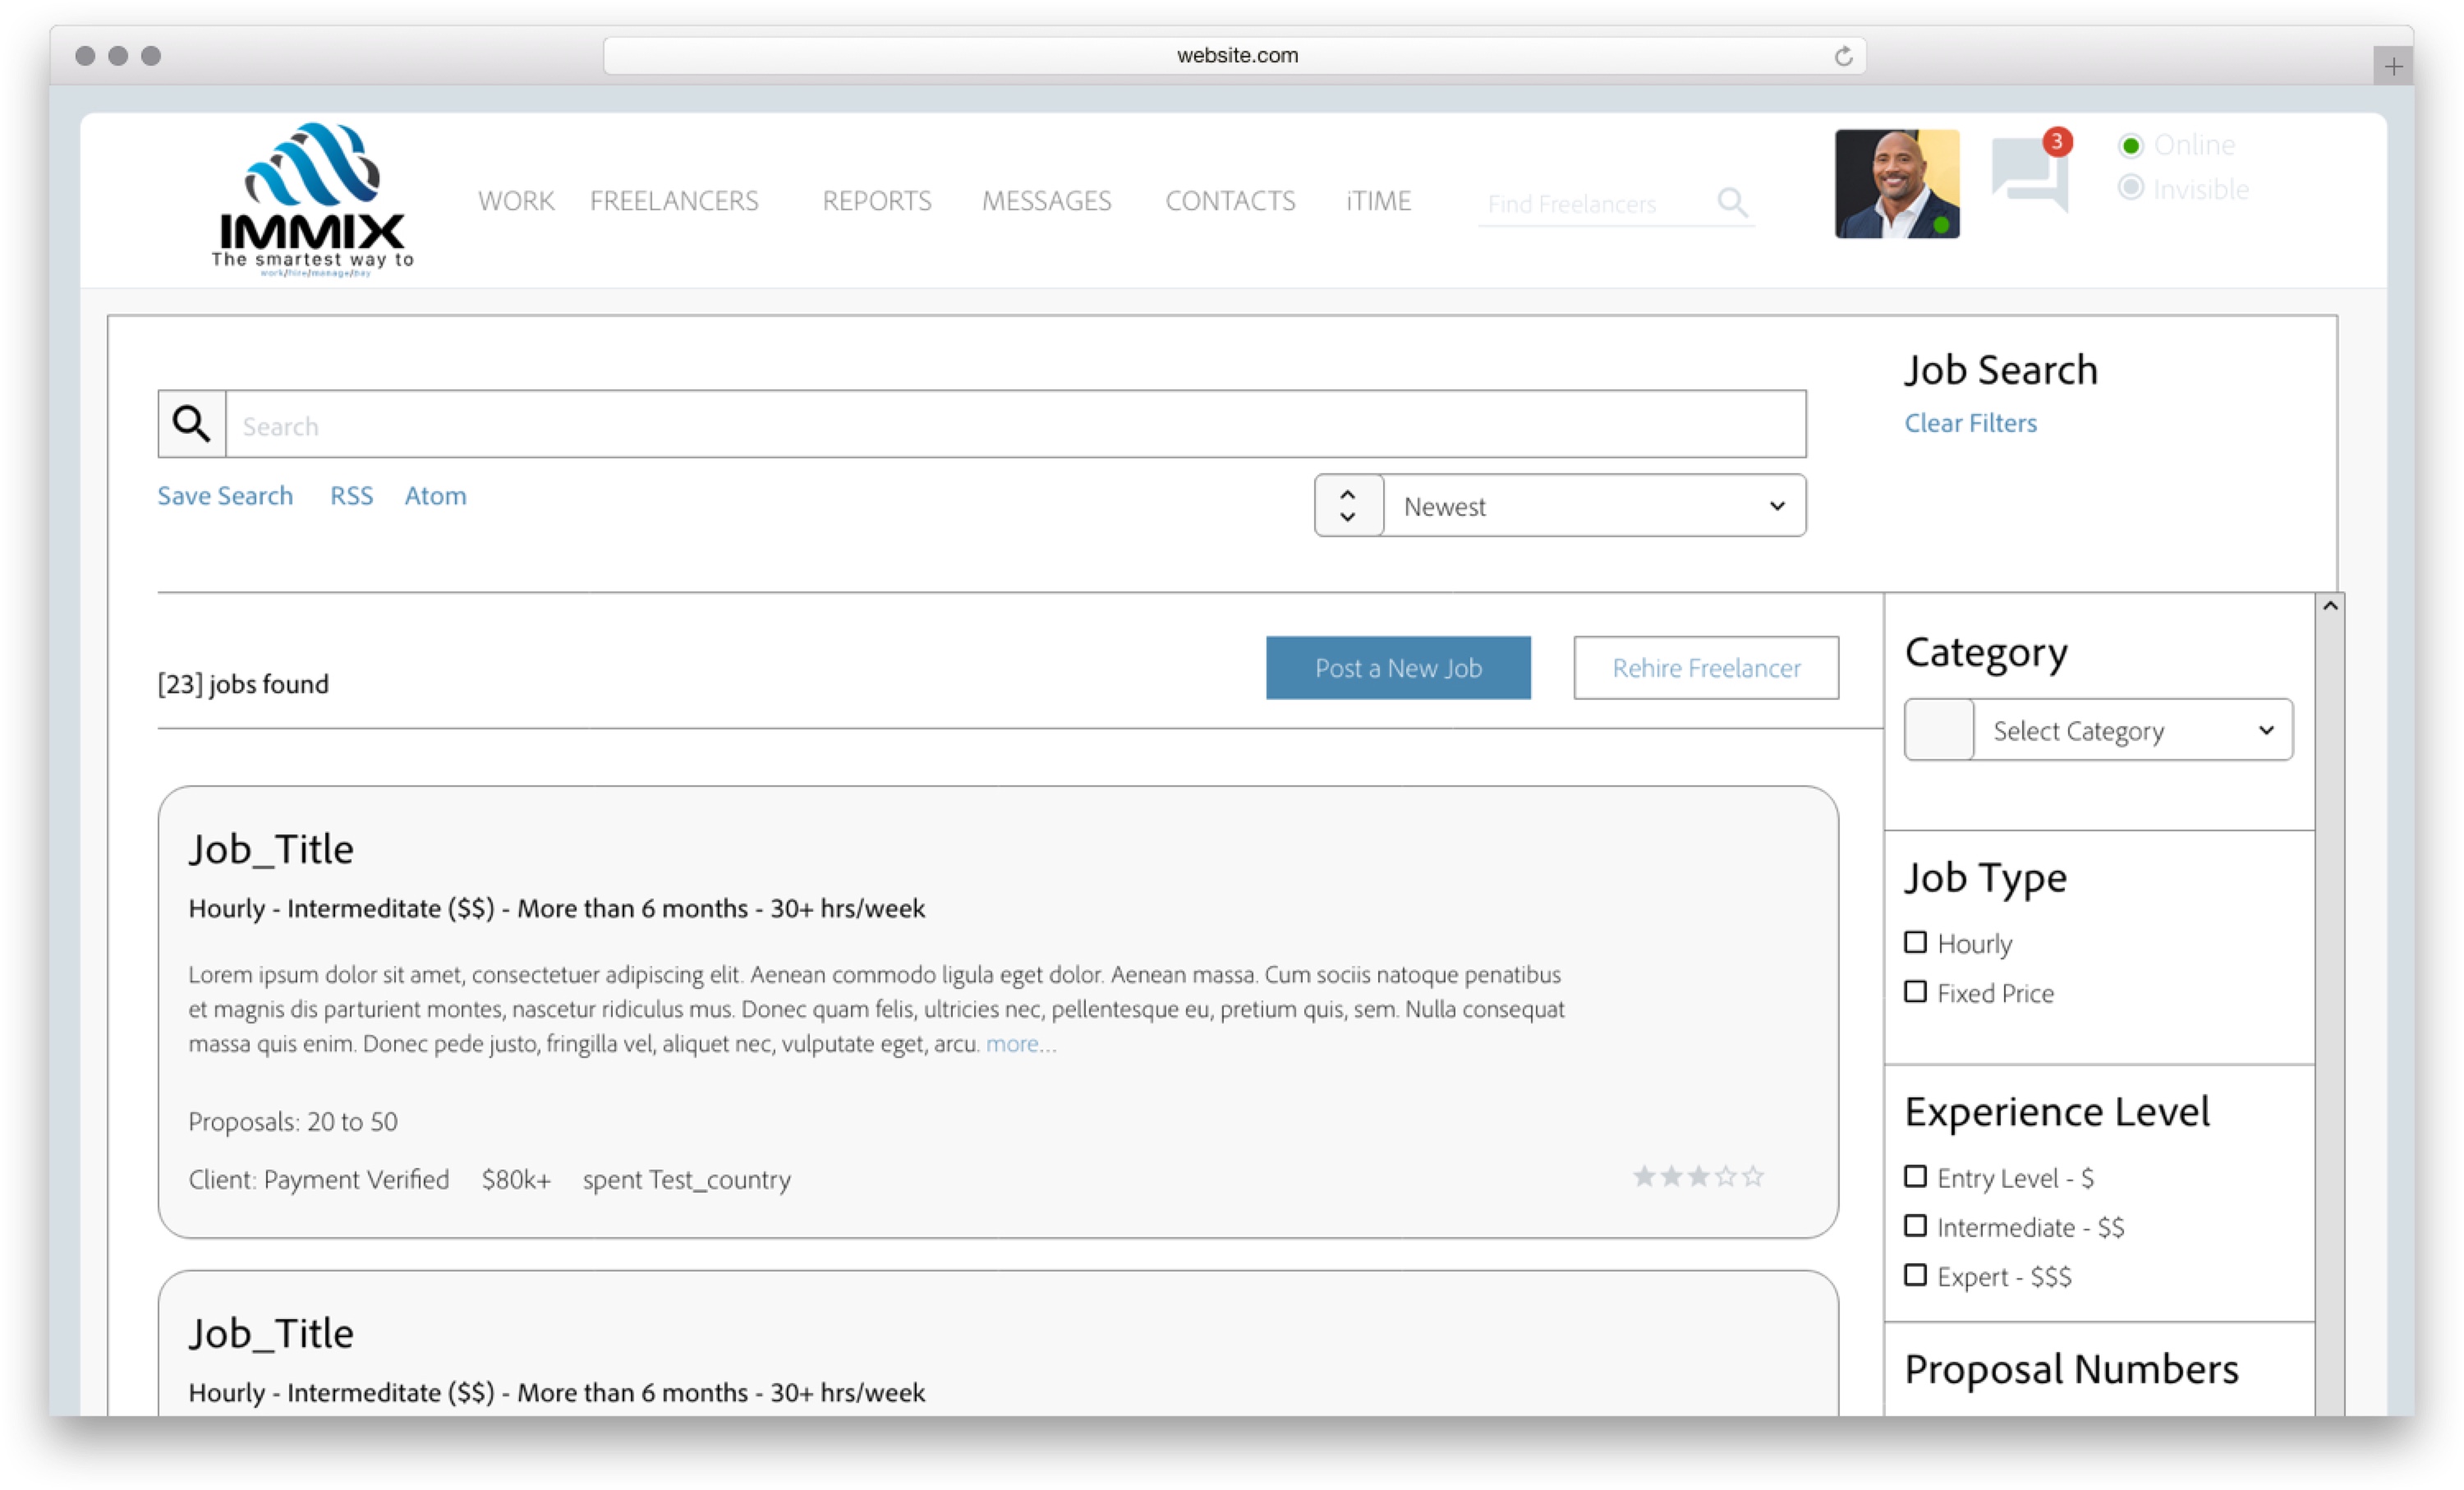 website.com
3
Online
Invisible
WORK FREELANCERS REPORTS MESSAGES CONTACTS iTIME
Find Freelancers
IMMIX
The smartest way to
work/hire/manage/pay
Job Search
Clear Filters
Search
Save Search RSS Atom
Newest
[23] jobs found
Post a New Job
Rehire Freelancer
Job_Title
Hourly - Intermeditate ($$) - More than 6 months - 30+ hrs/week
Lorem ipsum dolor sit amet, consectetuer adipiscing elit. Aenean commodo ligula eget dolor. Aenean massa. Cum sociis natoque penatibus
et magnis dis parturient montes, nascetur ridiculus mus. Donec quam felis, ultricies nec, pellentesque eu, pretium quis, sem. Nulla consequat
massa quis enim. Donec pede justo, fringilla vel, aliquet nec, vulputate eget, arcu. more...
Proposals: 20 to 50
Client: Payment Verified $80k+ spent Test_country
Job_Title
Hourly - Intermeditate ($$) - More than 6 months - 30+ hrs/week
Category
Select Category
Job Type
Hourly
Fixed Price
Experience Level
Entry Level - $
Intermediate - $$
Expert - $$$
Proposal Numbers